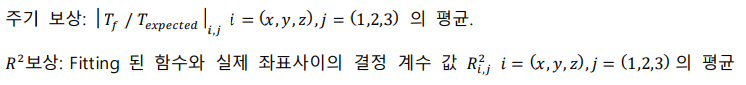 주기 보상: |T_f / T_expected|_{i,j} i = (x, y, z), j = (1,2,3) 의 평균.
R²보상: Fitting 된 함수와 실제 좌표사이의 결정 계수 값 R²_{i,j} i = (x, y, z), j = (1,2,3) 의 평균